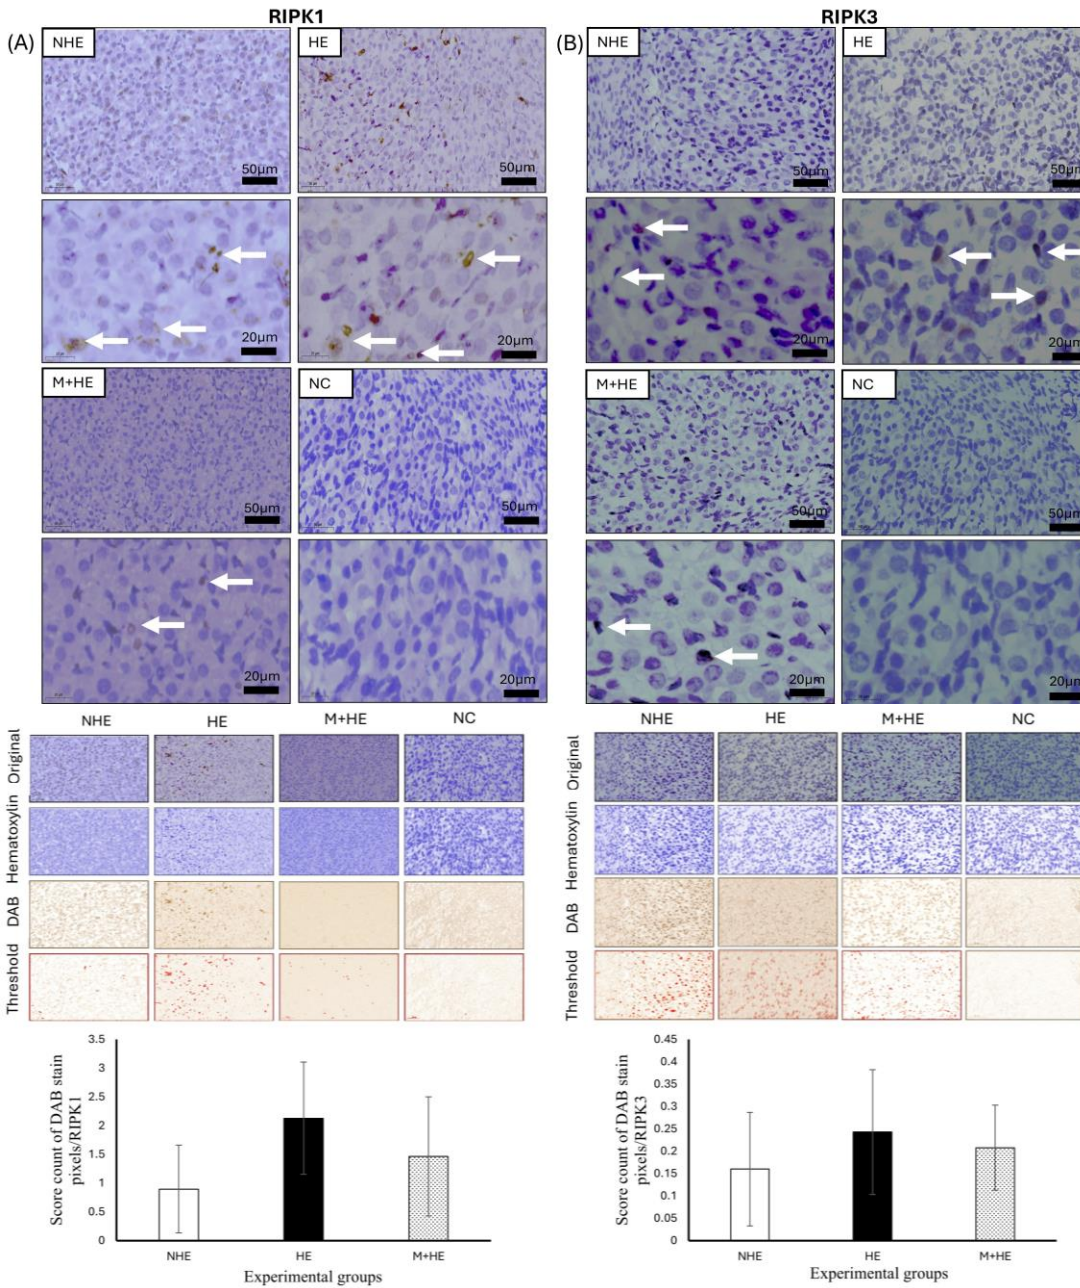 RIPK1
RIPK3
(A)
NHE
HE
(B)
NHE
HE
50µm
50µm
50µm
50µm
20µm
20µm
20µm
20µm
M+HE
NC
M+HE
NC
50µm
50µm
50µm
50µm
20µm
20µm
20µm
20µm
NHE
HE
M+HE
NC
Original
Hematoxylin
DAB
Threshold
NHE
HE
M+HE
NC
Original
Hematoxylin
DAB
Threshold
Score count of DAB stain
pixels/RIPK1
3.5
3
2.5
2
1.5
1
0.5
0
NHE
HE
M+HE
Experimental groups
Score count of DAB stain
pixels/RIPK3
0.45
0.4
0.35
0.3
0.25
0.2
0.15
0.1
0.05
0
NHE
HE
M+HE
Experimental groups